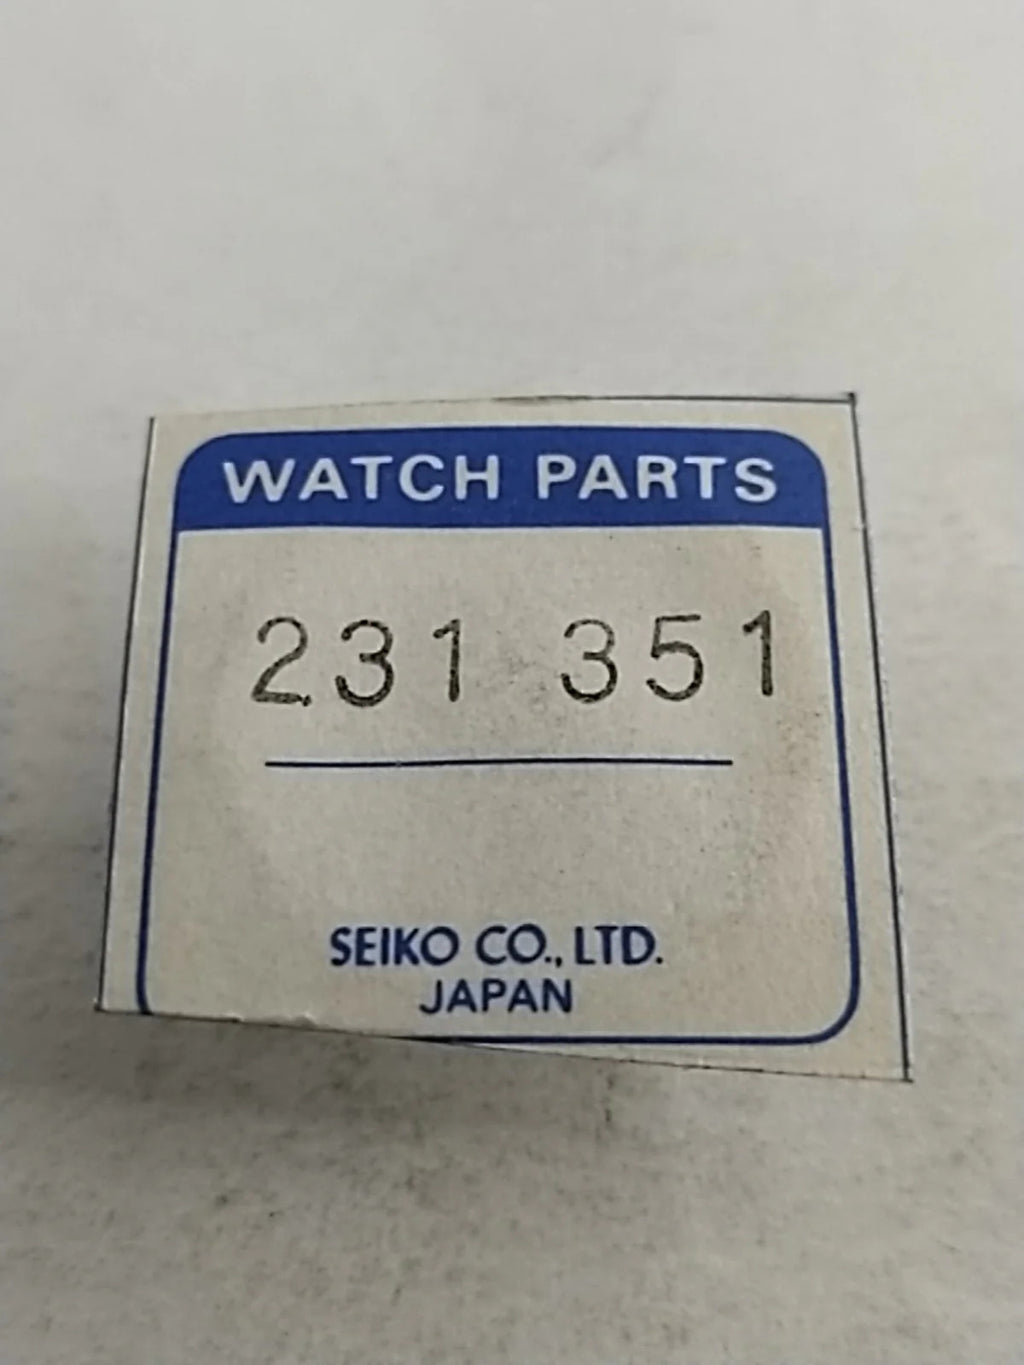 WATCH PARTS
231 351
SEIKO CO., LTD.
JAPAN